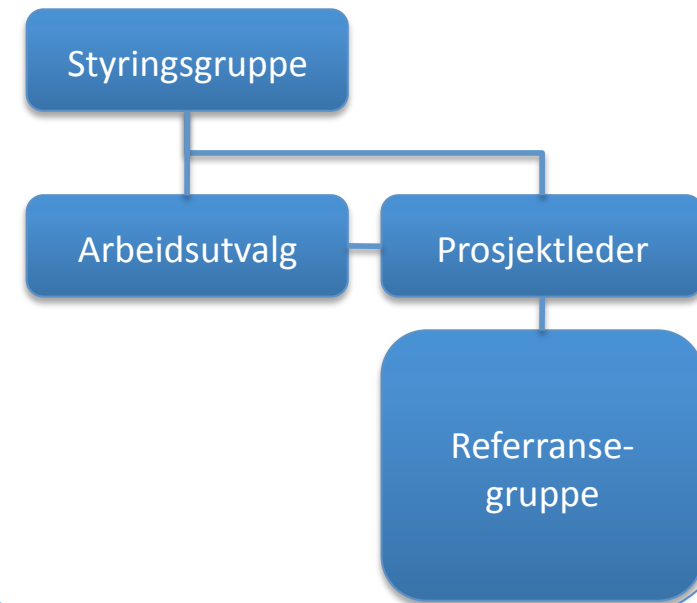 Styringsgruppe
Arbeidsutvalg
Prosjektleder
Referranse-
gruppe